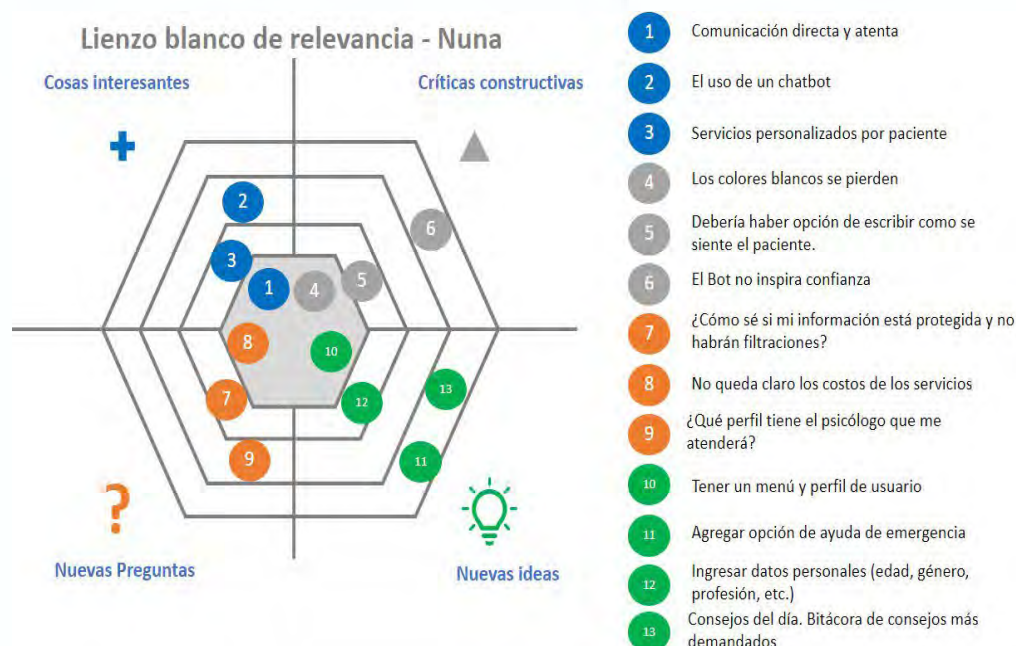 Lienzo blanco de relevancia - Nuna
Cosas interesantes
Críticas constructivas
2
6
3
5
1
4
8
10
7
12
13
9
11
?
Nuevas Preguntas
Nuevas ideas
1 Comunicación directa y atenta
2 El uso de un chatbot
3 Servicios personalizados por paciente
4 Los colores blancos se pierden
5 Debería haber opción de escribir como se
siente el paciente.
6 El Bot no inspira confianza
7 ¿Cómo sé si mi información está protegida y no
habrán filtraciones?
8 No queda claro los costos de los servicios
9 ¿Qué perfil tiene el psicólogo que me
atenderá?
10 Tener un menú y perfil de usuario
11 Agregar opción de ayuda de emergencia
12 Ingresar datos personales (edad, género,
profesión, etc.)
13 Consejos del día. Bitácora de consejos más
demandados